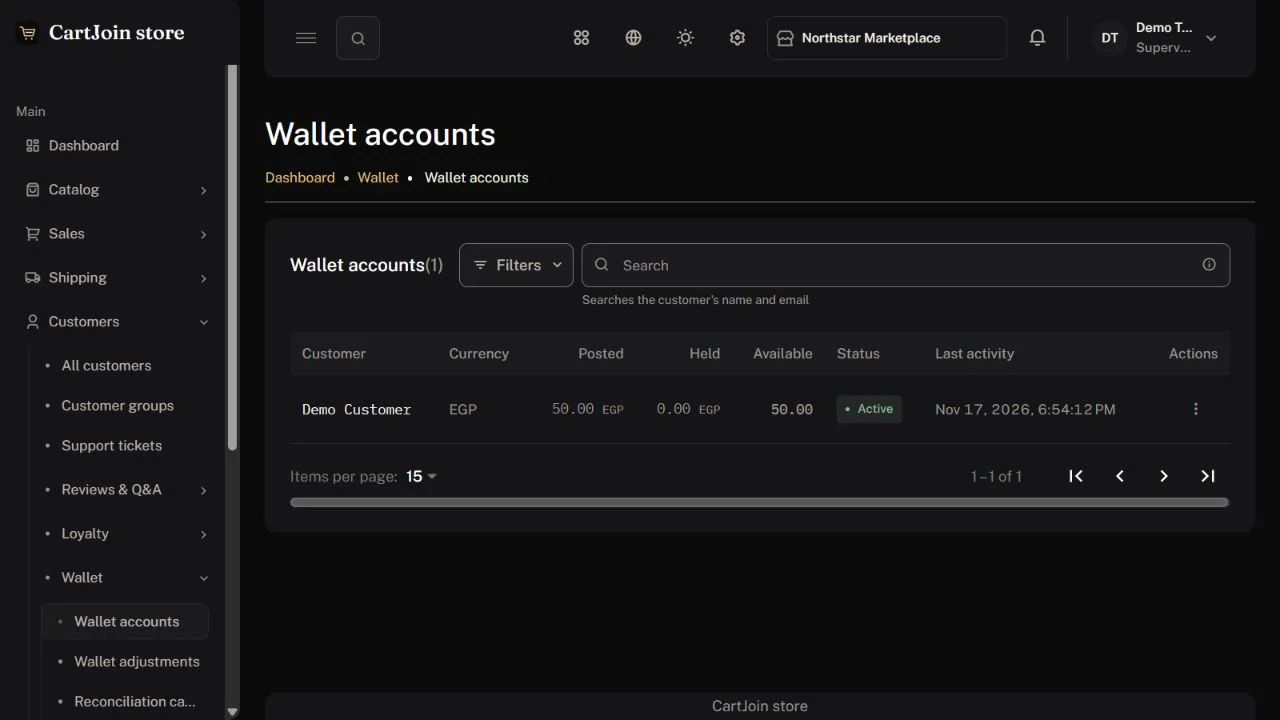 CartJoin store
Northstar Marketplace
DT
Demo T...
Superv...
Main
Dashboard
Catalog
Sales
Shipping
Customers
All customers
Customer groups
Support tickets
Reviews & Q&A
Loyalty
Wallet
Wallet accounts
Wallet adjustments
Reconciliation ca...
Wallet accounts
Dashboard • Wallet • Wallet accounts
Wallet accounts(1)
Filters
Search
Searches the customer's name and email
Customer Currency Posted Held Available Status Last activity Actions
Demo Customer EGP 50.00 EGP 0.00 EGP 50.00 • Active Nov 17, 2026, 6:54:12 PM
Items per page: 15
1–1 of 1
CartJoin store